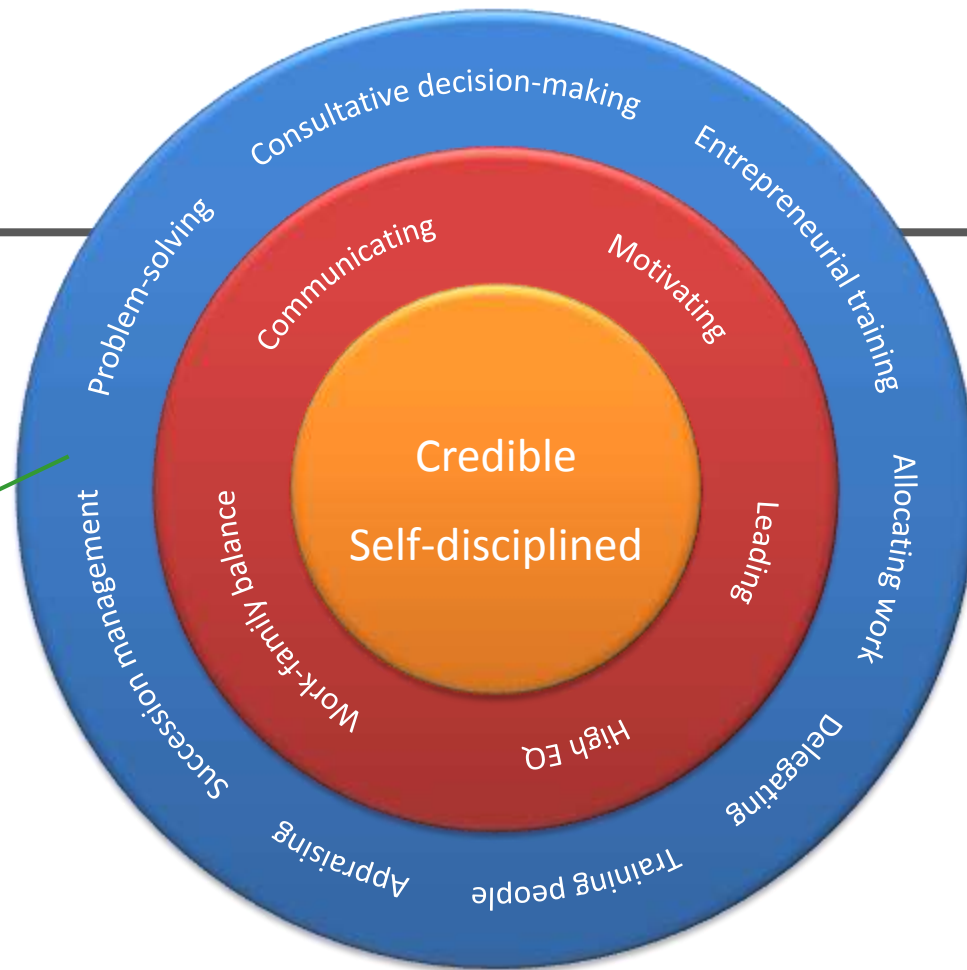 Consultative decision-making
Entrepreneurial training
Allocating work
Delegating
Training people
Appraising
Succession management
Problem-solving
Communicating
Motivating
Leading
High EQ
Work-family balance
Credible
Self-disciplined